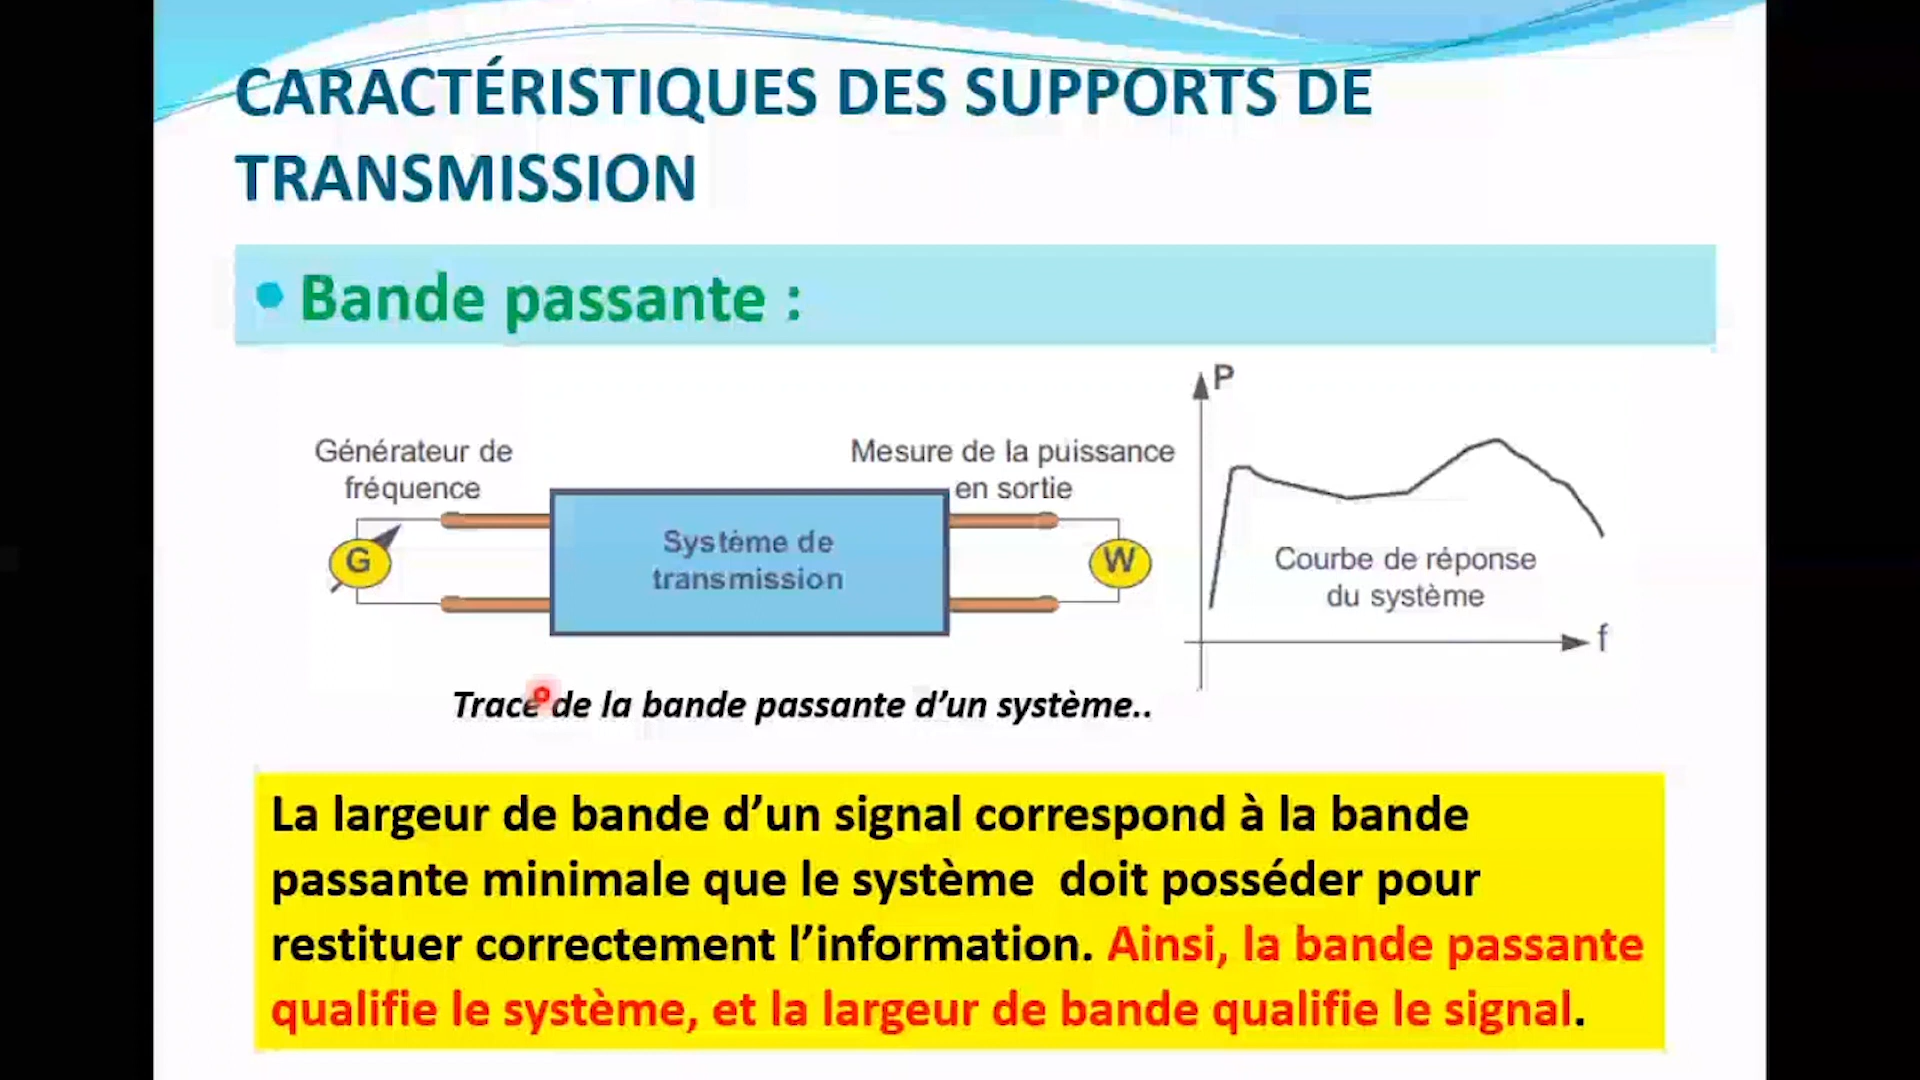 CARACTÉRISTIQUES DES SUPPORTS DE
TRANSMISSION
• Bande passante :
Générateur de
fréquence
G
Système de
transmission
Mesure de la puissance
en sortie
W
P
Courbe de réponse
du système
f
Trace de la bande passante d’un système..
La largeur de bande d’un signal correspond à la bande
passante minimale que le système doit posséder pour
restituer correctement l’information. Ainsi, la bande passante
qualifie le système, et la largeur de bande qualifie le signal.